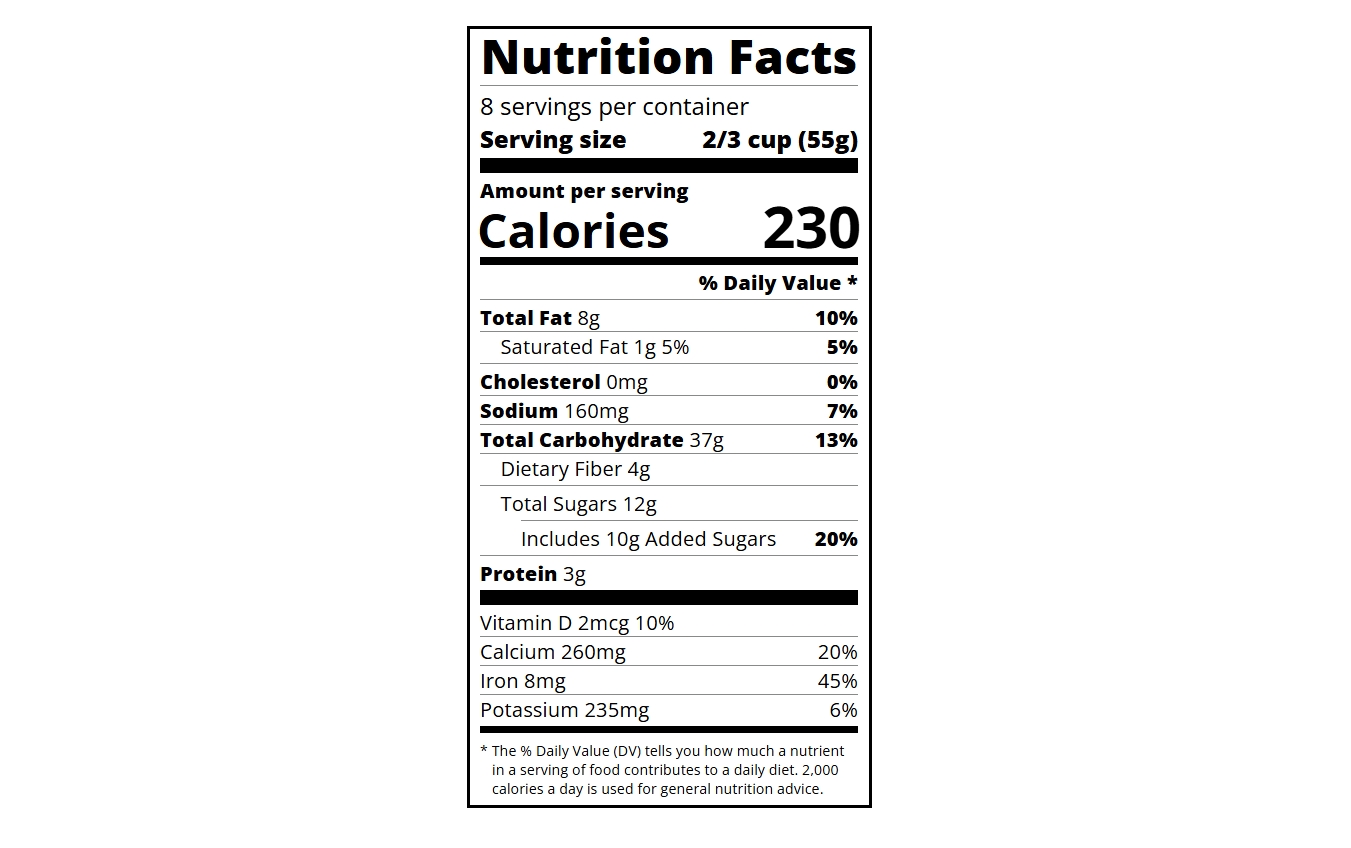 Nutrition Facts
8 servings per container
Serving size 2/3 cup (55g)
Amount per serving
Calories 230
% Daily Value *
Total Fat 8g 10%
Saturated Fat 1g 5% 5%
Cholesterol 0mg 0%
Sodium 160mg 7%
Total Carbohydrate 37g 13%
Dietary Fiber 4g
Total Sugars 12g
Includes 10g Added Sugars 20%
Protein 3g
Vitamin D 2mcg 10%
Calcium 260mg 20%
Iron 8mg 45%
Potassium 235mg 6%
* The % Daily Value (DV) tells you how much a nutrient
in a serving of food contributes to a daily diet. 2,000
calories a day is used for general nutrition advice.